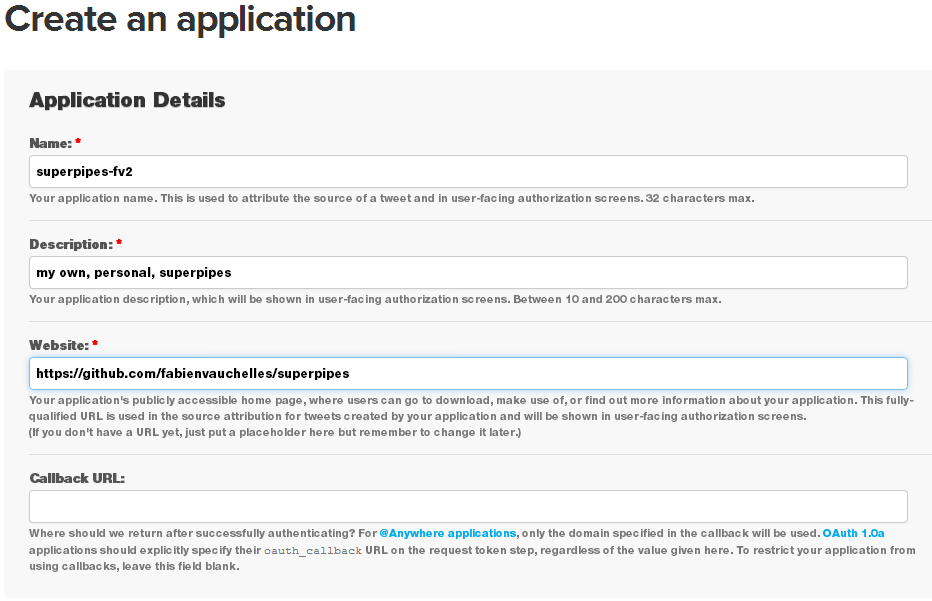 Create an application
Application Details
Name: *
superpipes-fv2
Your application name. This is used to attribute the source of a tweet and in user-facing authorization screens. 32 characters max.
Description: *
my own, personal, superpipes
Your application description, which will be shown in user-facing authorization screens. Between 10 and 200 characters max.
Website: *
https://github.com/fabienvauchelles/superpipes
Your application's publicly accessible home page, where users can go to download, make use of, or find out more information about your application. This fully-
qualified URL is used in the source attribution for tweets created by your application and will be shown in user-facing authorization screens.
(If you don't have a URL yet, just put a placeholder here but remember to change it later.)
Callback URL:
Where should we return after successfully authenticating? For @Anywhere applications, only the domain specified in the callback will be used. OAuth 1.0a
applications should explicitly specify their oauth_callback URL on the request token step, regardless of the value given here. To restrict your application from
using callbacks, leave this field blank.